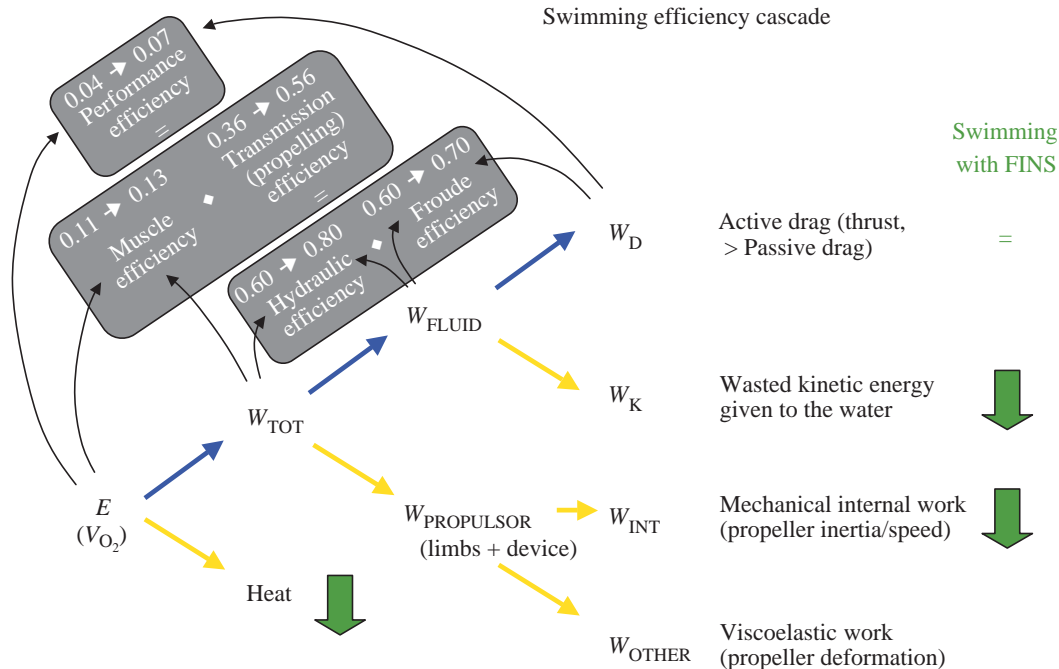 Swimming efficiency cascade
0.04 → 0.07
Performance
efficiency
=
0.36 → 0.56
Transmission
(propelling)
efficiency
=
0.11 → 0.13
Muscle
efficiency
0.60 → 0.70
Froude
efficiency
0.60 → 0.80
Hydraulic
efficiency
Swimming
with FINS
W_D
Active drag (thrust,
> Passive drag)
=
W_FLUID
W_K
Wasted kinetic energy
given to the water
W_TOT
E
(V_O₂)
W_PROPULSOR
(limbs + device)
W_INT
Mechanical internal work
(propeller inertia/speed)
Heat
W_OTHER
Viscoelastic work
(propeller deformation)